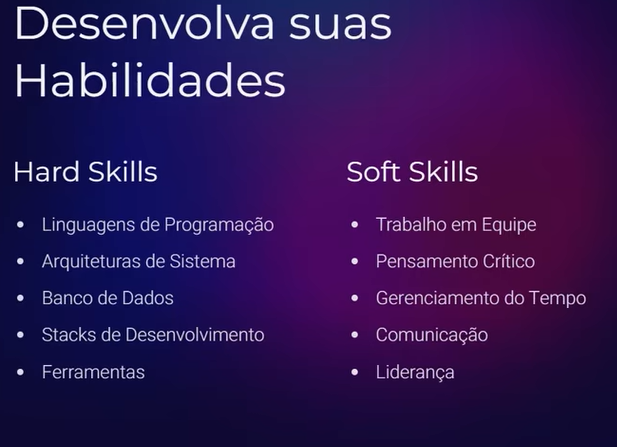 Desenvolva suas
Habilidades
Hard Skills
• Linguagens de Programação
• Arquiteturas de Sistema
• Banco de Dados
• Stacks de Desenvolvimento
• Ferramentas
Soft Skills
• Trabalho em Equipe
• Pensamento Crítico
• Gerenciamento do Tempo
• Comunicação
• Liderança